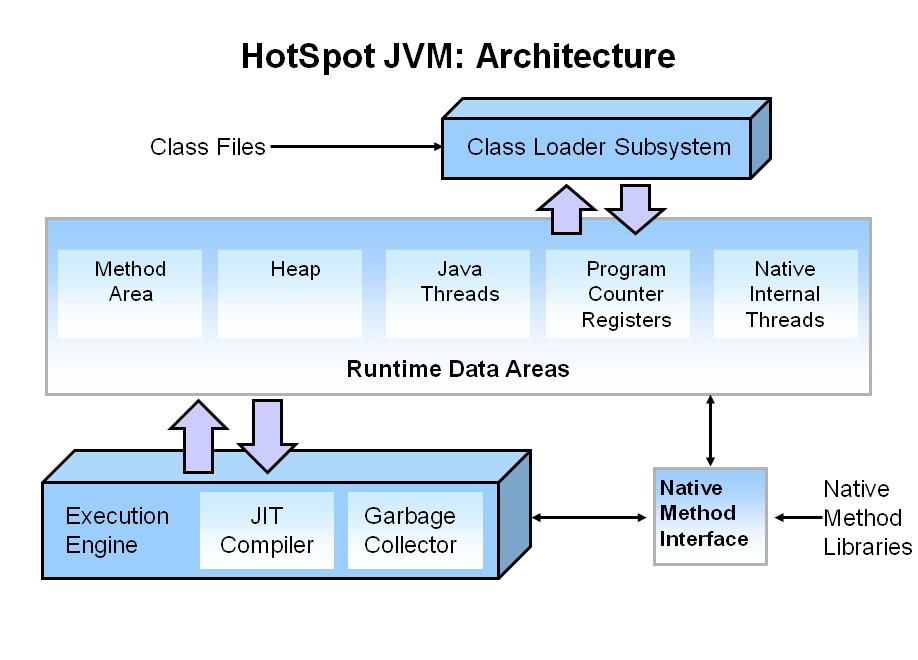 HotSpot JVM: Architecture
Class Files
Class Loader Subsystem
Method
Area
Heap
Java
Threads
Program
Counter
Registers
Native
Internal
Threads
Runtime Data Areas
Execution
Engine
JIT
Compiler
Garbage
Collector
Native
Method
Interface
Native
Method
Libraries